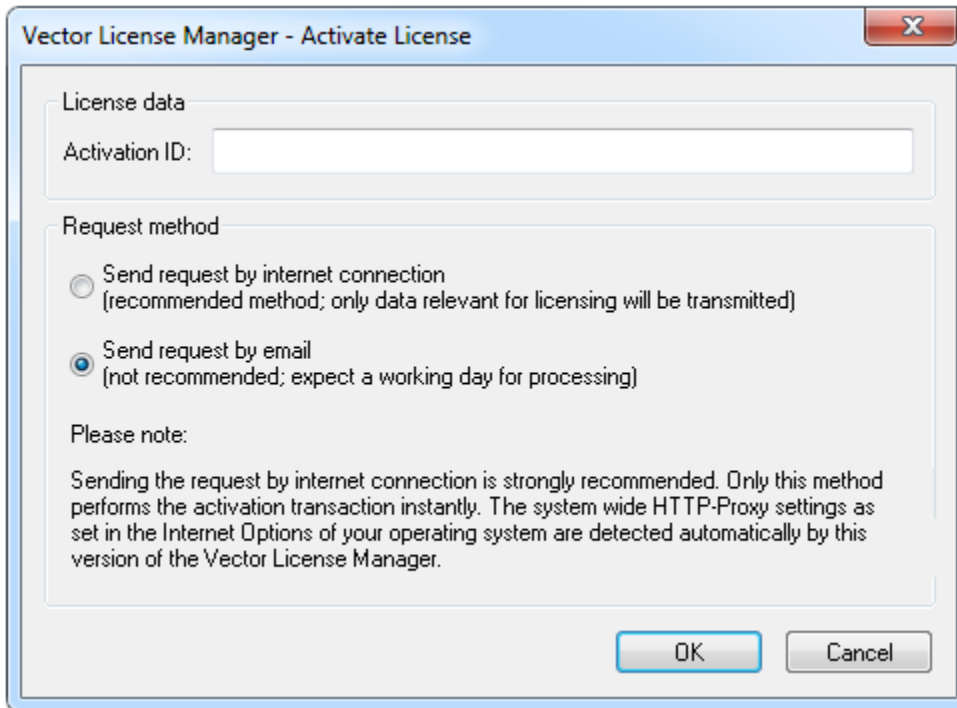 Vector License Manager - Activate License
License data
Activation ID:
Request method
Send request by internet connection
(recommended method; only data relevant for licensing will be transmitted)
Send request by email
(not recommended; expect a working day for processing)
Please note:
Sending the request by internet connection is strongly recommended. Only this method
performs the activation transaction instantly. The system wide HTTP-Proxy settings as
set in the Internet Options of your operating system are detected automatically by this
version of the Vector License Manager.
OK
Cancel